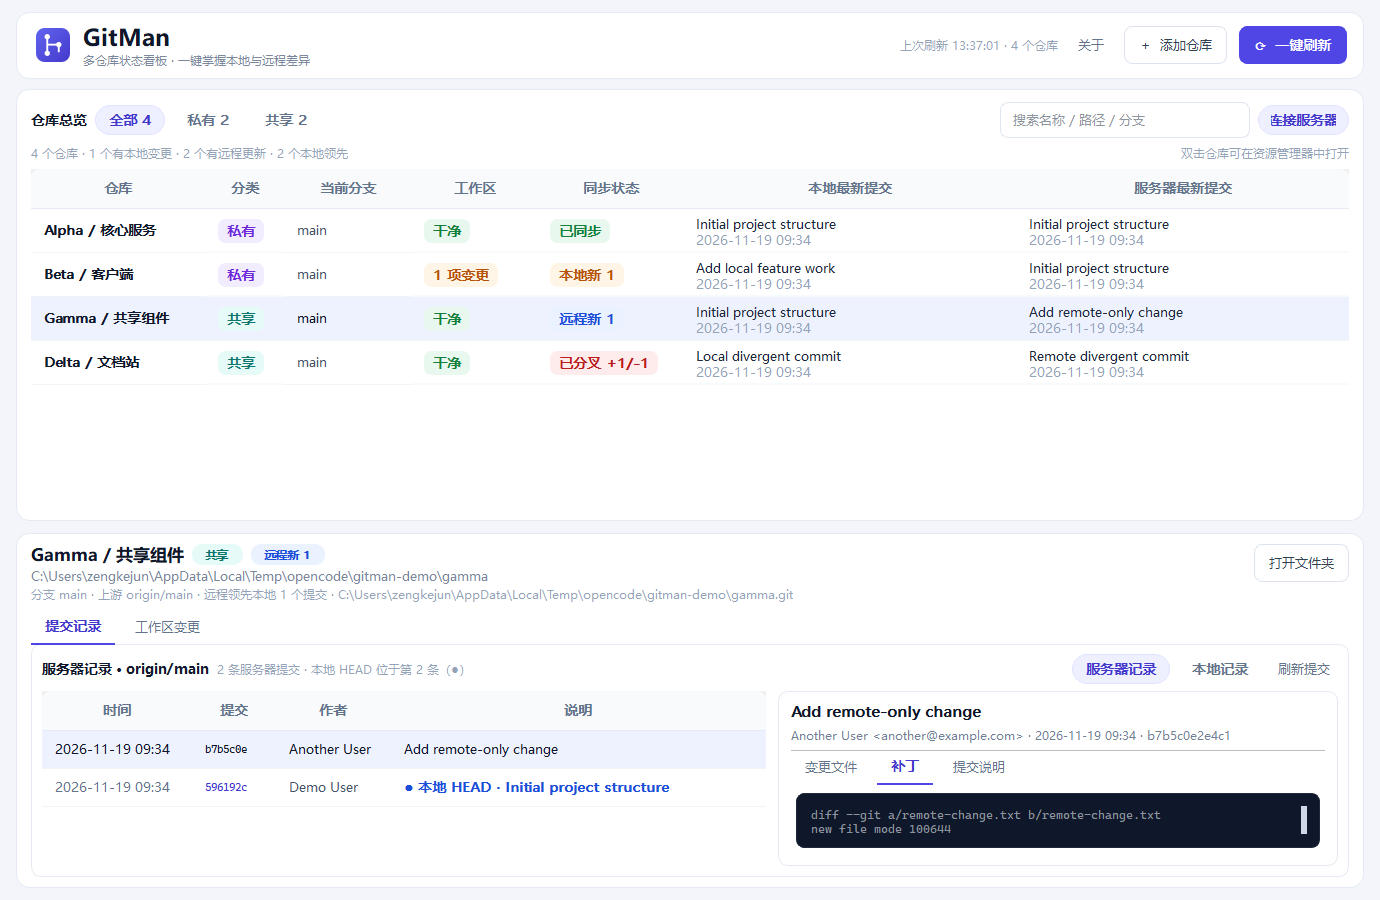 GitMan
多仓库状态看板 · 一键掌握本地与远程差异
上次刷新 13:37:01 · 4 个仓库
关于
+ 添加仓库
⟳ 一键刷新
仓库总览
全部 4
私有 2
共享 2
搜索名称 / 路径 / 分支
连接服务器
4 个仓库 · 1 个有本地变更 · 2 个有远程更新 · 2 个本地领先
双击仓库可在资源管理器中打开
仓库 分类 当前分支 工作区 同步状态 本地最新提交 服务器最新提交
Alpha / 核心服务 私有 main 干净 已同步 Initial project structure Initial project structure
2026-11-19 09:34 2026-11-19 09:34
Beta / 客户端 私有 main 1 项变更 本地新 1 Add local feature work Initial project structure
2026-11-19 09:34 2026-11-19 09:34
Gamma / 共享组件 共享 main 干净 远程新 1 Initial project structure Add remote-only change
2026-11-19 09:34 2026-11-19 09:34
Delta / 文档站 共享 main 干净 已分叉 +1/-1 Local divergent commit Remote divergent commit
2026-11-19 09:34 2026-11-19 09:34
Gamma / 共享组件 共享 远程新 1
打开文件夹
C:\Users\zengkejun\AppData\Local\Temp\opencode\gitman-demo\gamma
分支 main · 上游 origin/main · 远程领先本地 1 个提交 · C:\Users\zengkejun\AppData\Local\Temp\opencode\gitman-demo\gamma.git
提交记录 工作区变更
服务器记录 • origin/main 2 条服务器提交 · 本地 HEAD 位于第 2 条（●）
服务器记录 本地记录 刷新提交
时间 提交 作者 说明
2026-11-19 09:34 b7b5c0e Another User Add remote-only change
2026-11-19 09:34 596192c Demo User ● 本地 HEAD · Initial project structure
Add remote-only change
Another User <another@example.com> · 2026-11-19 09:34 · b7b5c0e2e4c1
变更文件 补丁 提交说明
diff --git a/remote-change.txt b/remote-change.txt
new file mode 100644